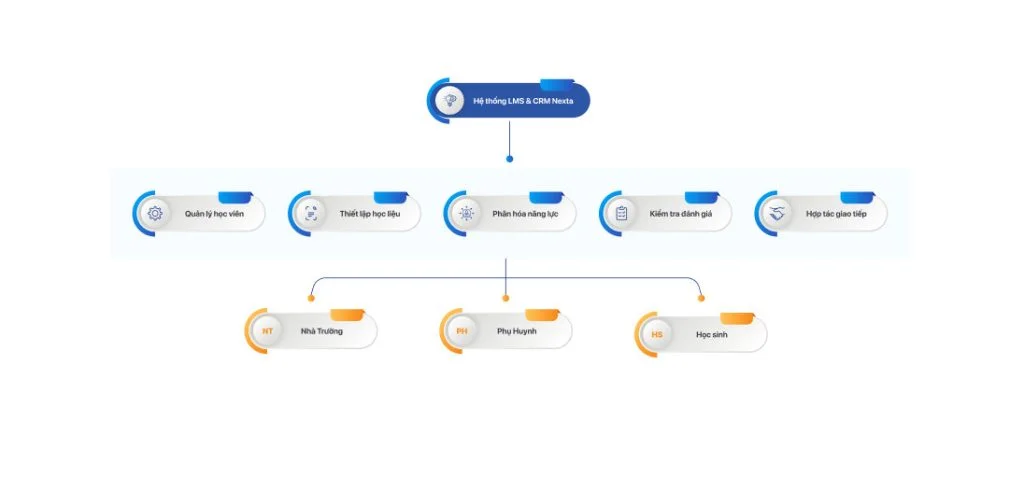 Hệ thống LMS & CRM Nexta
Quản lý học viên
Thiết lập học liệu
Phân hóa năng lực
Kiểm tra đánh giá
Hợp tác giao tiếp
NT
Nhà Trường
PH
Phụ Huynh
HS
Học sinh